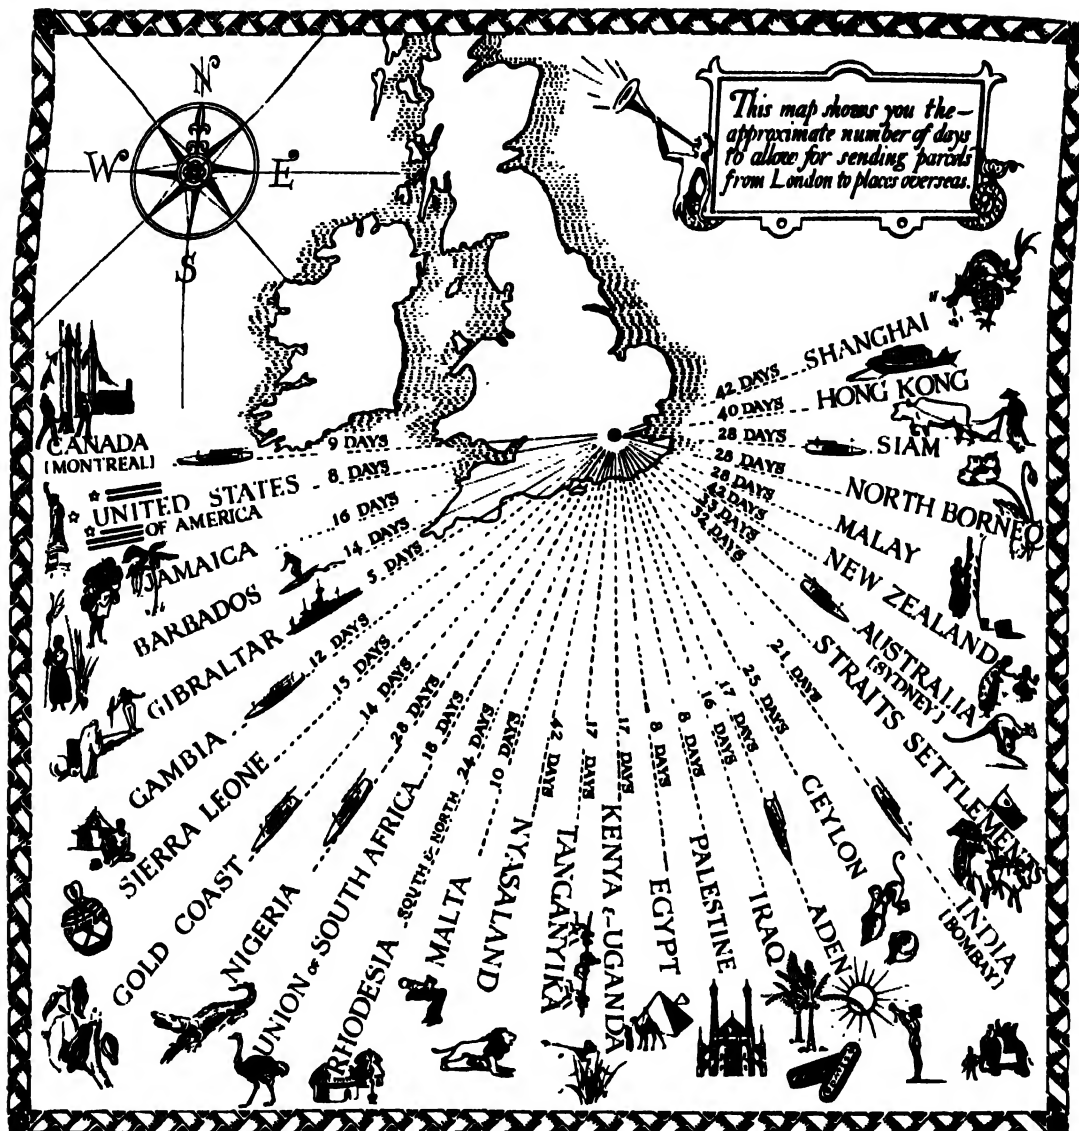 N
W E
S
This map shows you the—
approximate number of days
to allow for sending parcels
from London to places overseas.
42 DAYS SHANGHAI
40 DAYS HONG KONG
28 DAYS SIAM
28 DAYS NORTH BORNEO
28 DAYS MALAY
42 DAYS NEW ZEALAND
33 DAYS AUSTRALIA
[SYDNEY]
32 DAYS STRAITS SETTLEMENTS
21 DAYS INDIA
[BOMBAY]
25 DAYS CEYLON
17 DAYS ADEN
16 DAYS IRAQ
8 DAYS PALESTINE
8 DAYS EGYPT
17 DAYS KENYA & UGANDA
17 DAYS TANGANYIKA
42 DAYS NYASALAND
10 DAYS MALTA
24 DAYS RHODESIA SOUTH & NORTH
18 DAYS UNION OF SOUTH AFRICA
28 DAYS NIGERIA
14 DAYS GOLD COAST
15 DAYS SIERRA LEONE
12 DAYS GAMBIA
5 DAYS GIBRALTAR
14 DAYS BARBADOS
16 DAYS JAMAICA
8 DAYS UNITED STATES
OF AMERICA
9 DAYS CANADA
[MONTREAL]